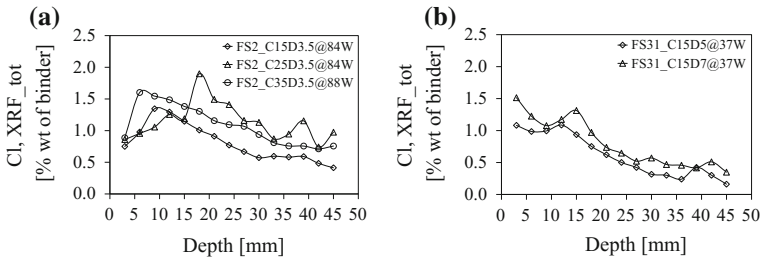 (a)
Cl, XRF_tot
[% wt of binder]
2.5
2.0
1.5
1.0
0.5
0.0
FS2_C15D3.5@84W
FS2_C25D3.5@84W
FS2_C35D3.5@88W
0 5 10 15 20 25 30 35 40 45 50
Depth [mm]
(b)
Cl, XRF_tot
[% wt of binder]
2.5
2.0
1.5
1.0
0.5
0.0
FS31_C15D5@37W
FS31_C15D7@37W
0 5 10 15 20 25 30 35 40 45 50
Depth [mm]